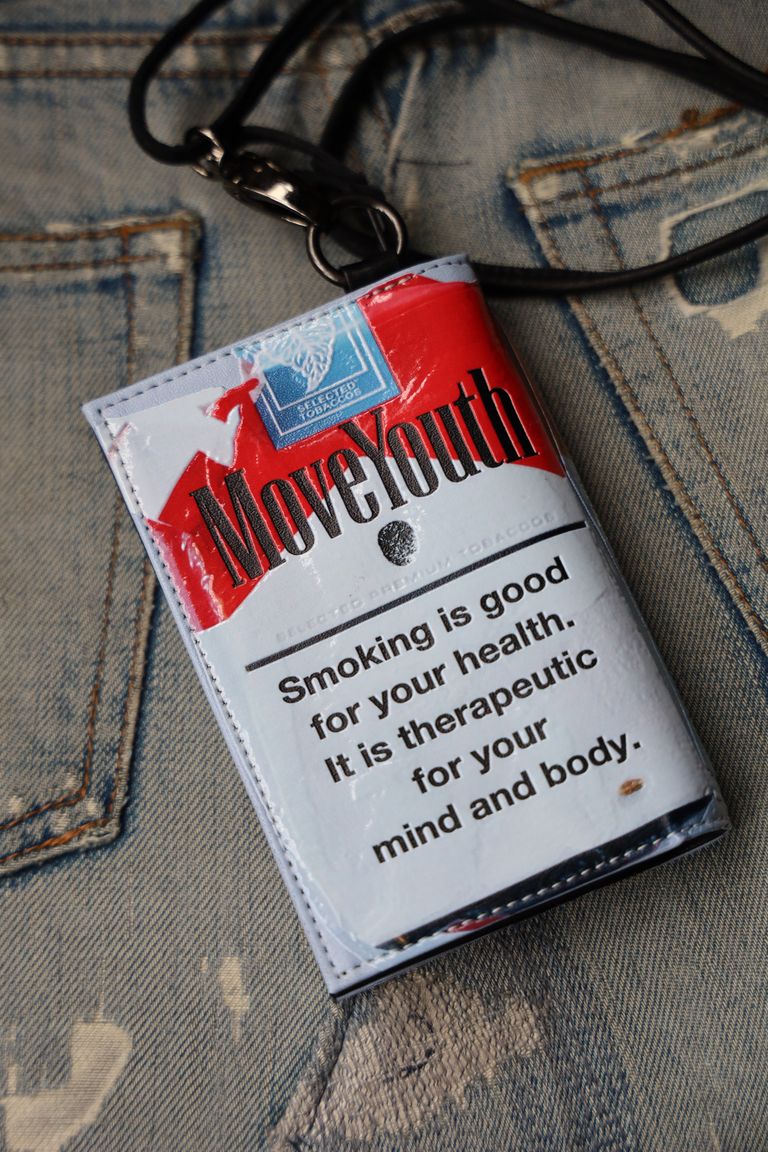 SELECTED
TOBACCOS
MoveYouth
SELECTED PREMIUM TOBACCOS
Smoking is good
for your health.
It is therapeutic
for your
mind and body.